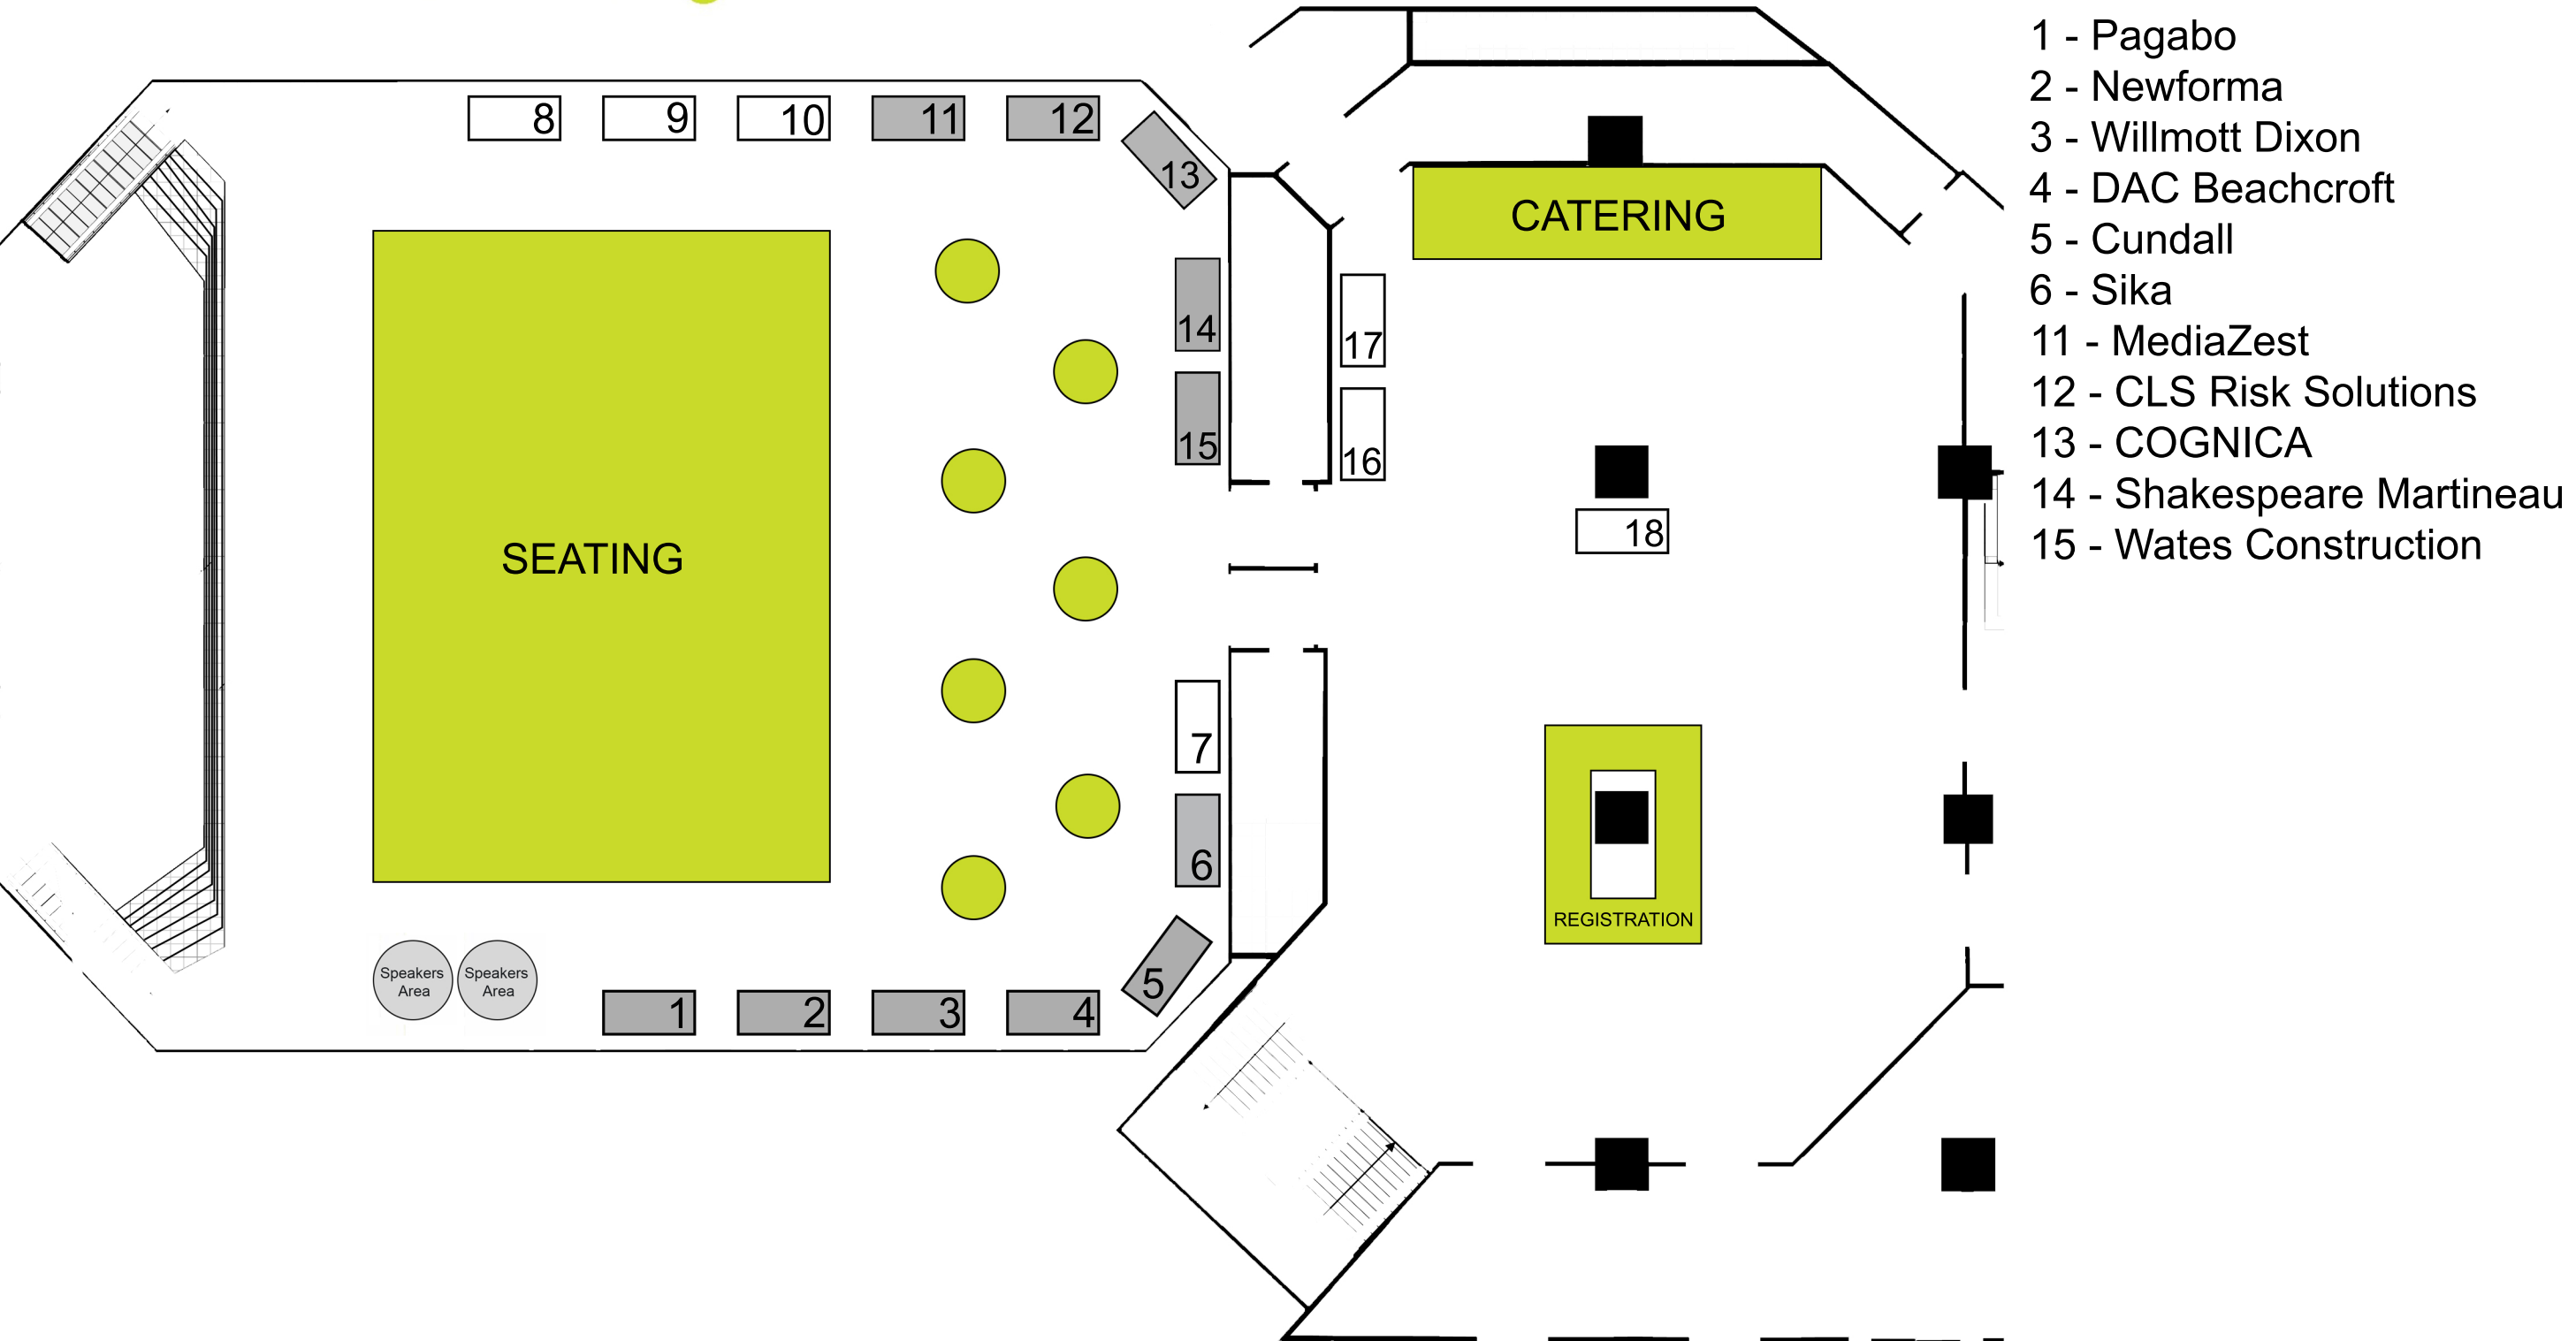 8
9
10
11
12
13
14
15
17
16
CATERING
18
SEATING
7
6
5
REGISTRATION
Speakers
Area
Speakers
Area
1
2
3
4
1 - Pagabo
2 - Newforma
3 - Willmott Dixon
4 - DAC Beachcroft
5 - Cundall
6 - Sika
11 - MediaZest
12 - CLS Risk Solutions
13 - COGNICA
14 - Shakespeare Martineau
15 - Wates Construction